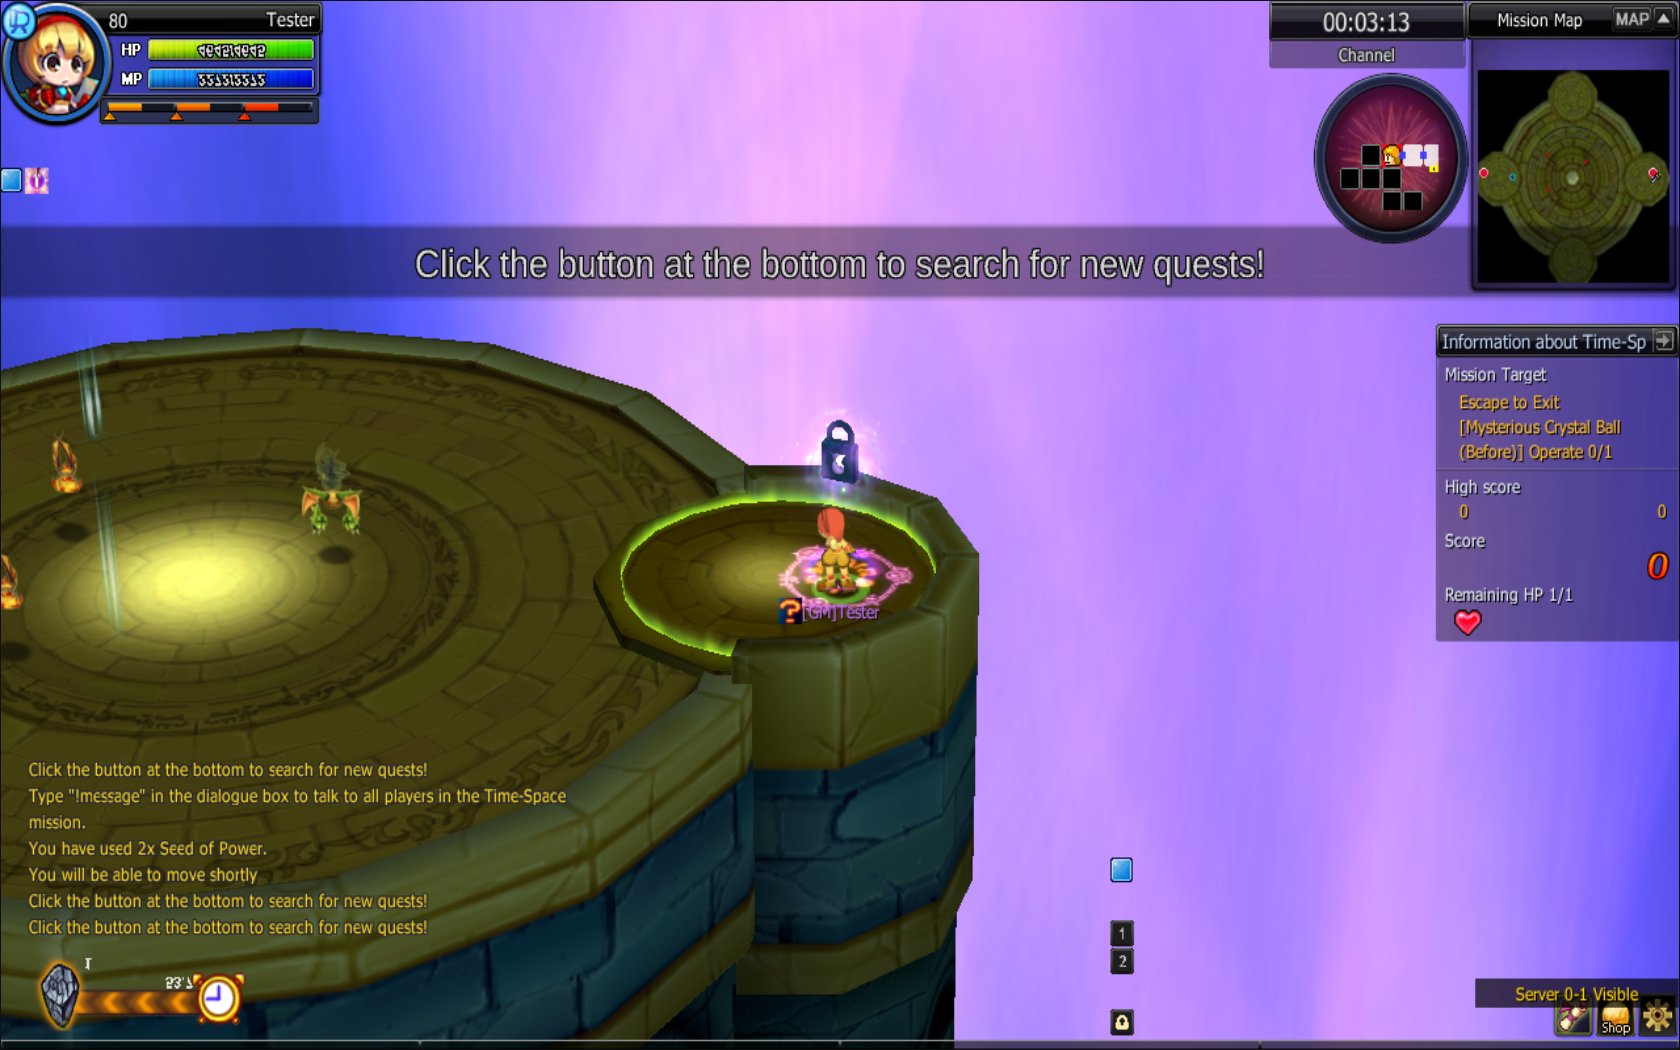 80 Tester
HP
MP
00:03:13
Channel
Mission Map MAP
Click the button at the bottom to search for new quests!
Information about Time-Sp
Mission Target
Escape to Exit
[Mysterious Crystal Ball
(Before)] Operate 0/1
High score
0 0
Score
0
Remaining HP 1/1
?
[GM]Tester
Click the button at the bottom to search for new quests!
Type "!message" in the dialogue box to talk to all players in the Time-Space
mission.
You have used 2x Seed of Power.
You will be able to move shortly
Click the button at the bottom to search for new quests!
Click the button at the bottom to search for new quests!
1
2
Server 0-1 Visible
Shop